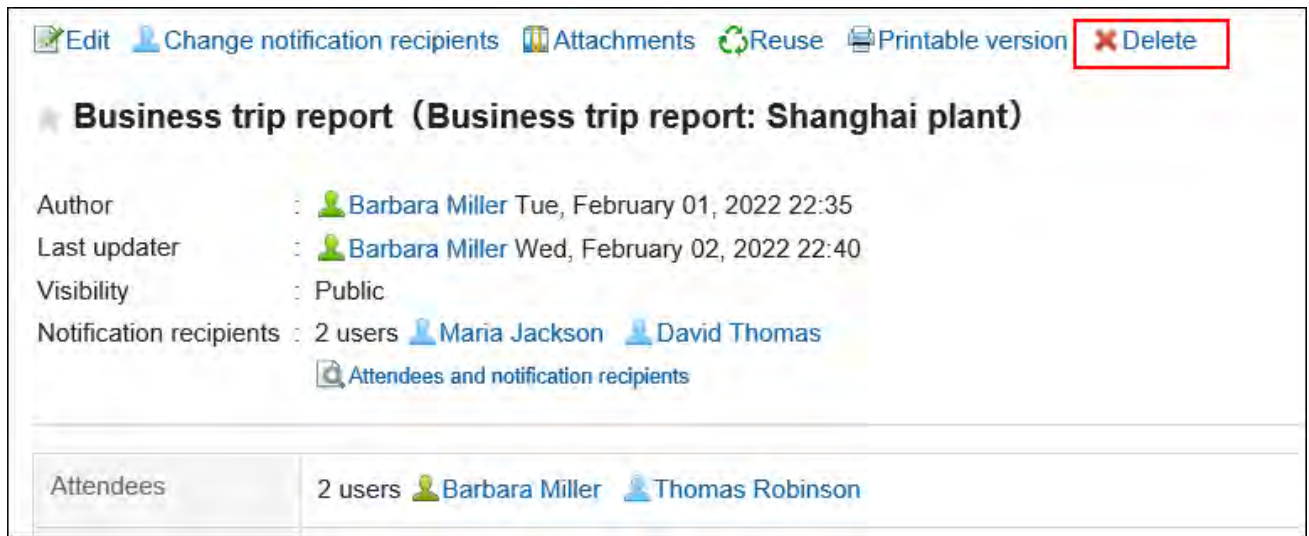 Edit Change notification recipients Attachments Reuse Printable version Delete
Business trip report（Business trip report: Shanghai plant）
Author : Barbara Miller Tue, February 01, 2022 22:35
Last updater : Barbara Miller Wed, February 02, 2022 22:40
Visibility : Public
Notification recipients : 2 users Maria Jackson David Thomas
Attendees and notification recipients
Attendees 2 users Barbara Miller Thomas Robinson